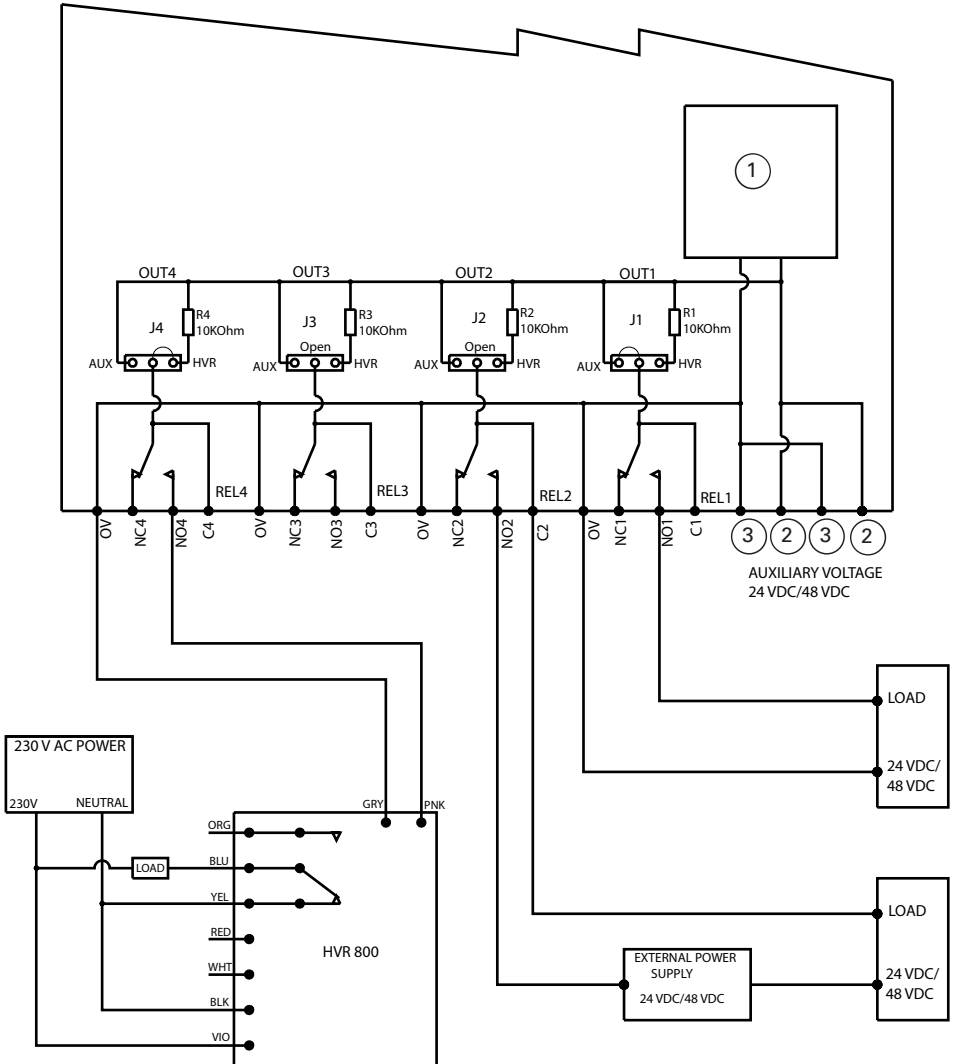 1
OUT4
OUT3
OUT2
OUT1
R4
10KOhm
R3
10KOhm
R2
10KOhm
R1
10KOhm
J4
J3
J2
J1
Open
Open
AUX
HVR
AUX
HVR
AUX
HVR
AUX
HVR
REL4
REL3
REL2
REL1
OV
NC4
NO4
C4
OV
NC3
NO3
C3
OV
NC2
NO2
C2
OV
NC1
NO1
C1
3
2
3
2
AUXILIARY VOLTAGE
24 VDC/48 VDC
LOAD
24 VDC/
48 VDC
230 V AC POWER
230V
NEUTRAL
GRY
PNK
ORG
BLU
LOAD
YEL
RED
WHT
BLK
VIO
HVR 800
LOAD
24 VDC/
48 VDC
EXTERNAL POWER
SUPPLY
24 VDC/48 VDC